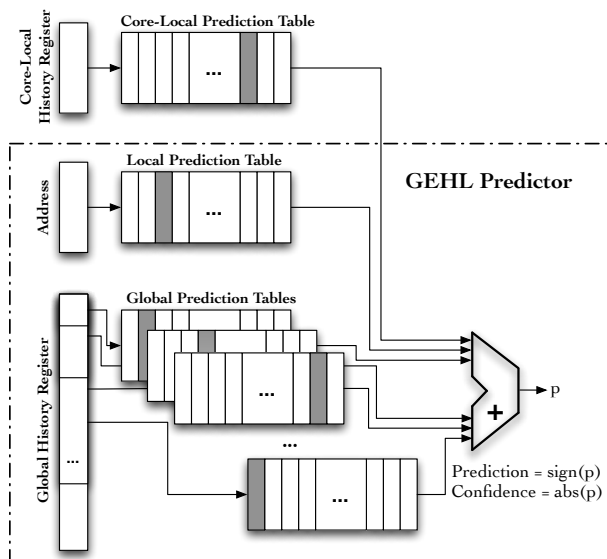 Core-Local Prediction Table
Core-Local
History Register
...
Local Prediction Table
GEHL Predictor
Address
...
Global Prediction Tables
Global History Register
...
...
p
+
...
...
Prediction = sign(p)
Confidence = abs(p)